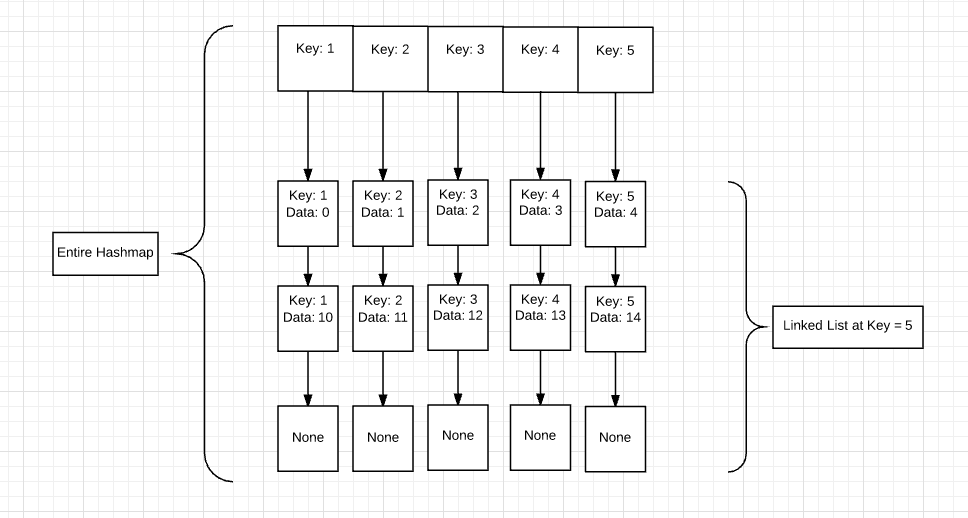 Key: 1
Key: 2
Key: 3
Key: 4
Key: 5
Key: 1
Data: 0
Key: 2
Data: 1
Key: 3
Data: 2
Key: 4
Data: 3
Key: 5
Data: 4
Entire Hashmap
Key: 1
Data: 10
Key: 2
Data: 11
Key: 3
Data: 12
Key: 4
Data: 13
Key: 5
Data: 14
Linked List at Key = 5
None
None
None
None
None